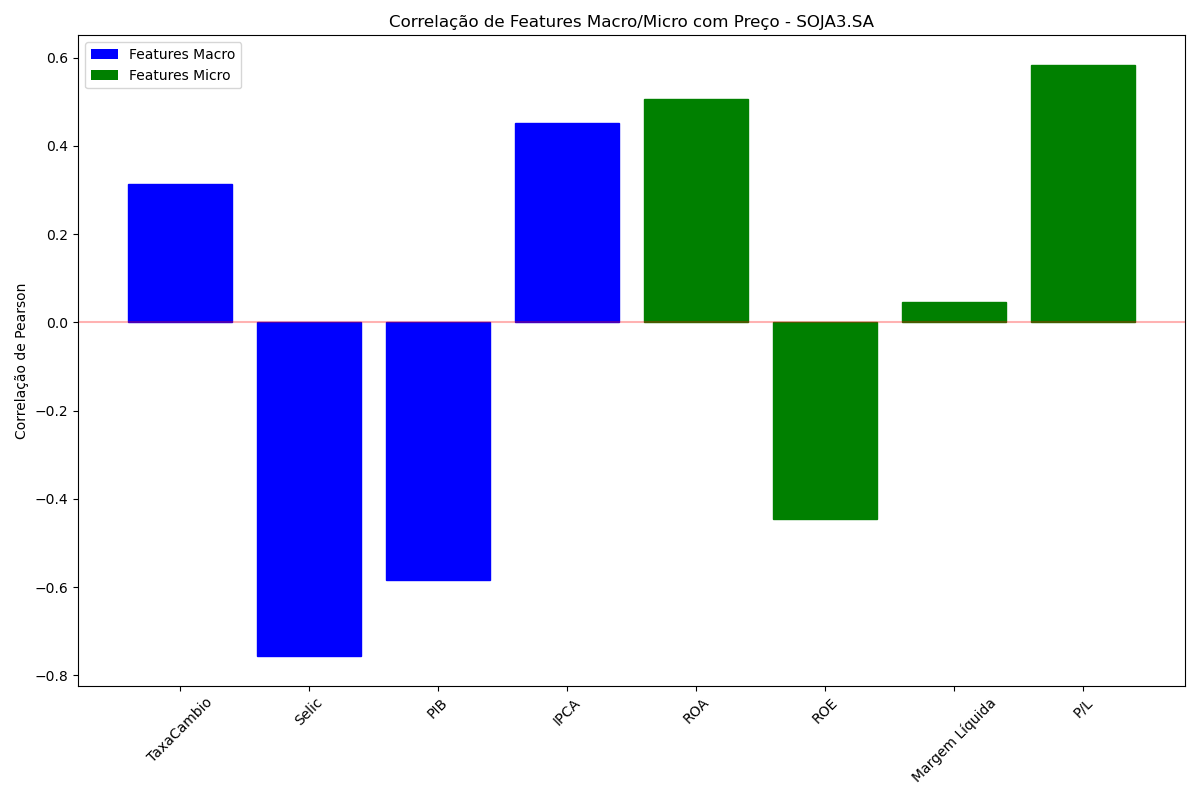 Correlação de Features Macro/Micro com Preço - SOJA3.SA
Features Macro
Features Micro
Correlação de Pearson
0.6
0.4
0.2
0.0
−0.2
−0.4
−0.6
−0.8
TaxaCambio
Selic
PIB
IPCA
ROA
ROE
Margem Líquida
P/L